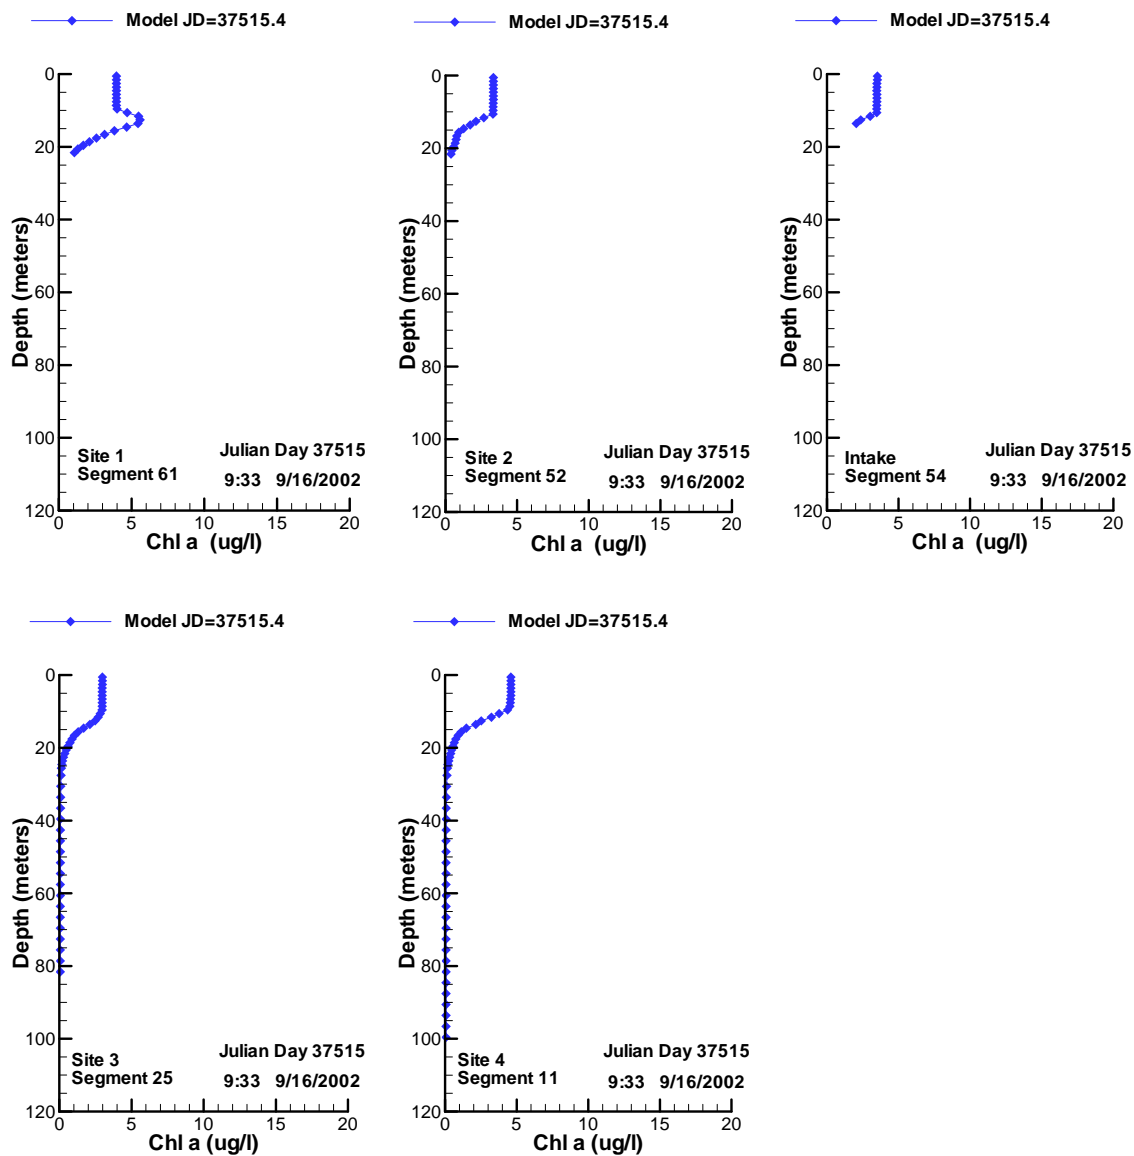 Model JD=37515.4
0
20
40
60
80
100
120
Depth (meters)
Site 1
Segment 61
Julian Day 37515
9:33 9/16/2002
0 5 10 15 20
Chl a (ug/l)
Model JD=37515.4
0
20
40
60
80
100
120
Depth (meters)
Site 2
Segment 52
Julian Day 37515
9:33 9/16/2002
0 5 10 15 20
Chl a (ug/l)
Model JD=37515.4
0
20
40
60
80
100
120
Depth (meters)
Intake
Segment 54
Julian Day 37515
9:33 9/16/2002
0 5 10 15 20
Chl a (ug/l)
Model JD=37515.4
0
20
40
60
80
100
120
Depth (meters)
Site 3
Segment 25
Julian Day 37515
9:33 9/16/2002
0 5 10 15 20
Chl a (ug/l)
Model JD=37515.4
0
20
40
60
80
100
120
Depth (meters)
Site 4
Segment 11
Julian Day 37515
9:33 9/16/2002
0 5 10 15 20
Chl a (ug/l)